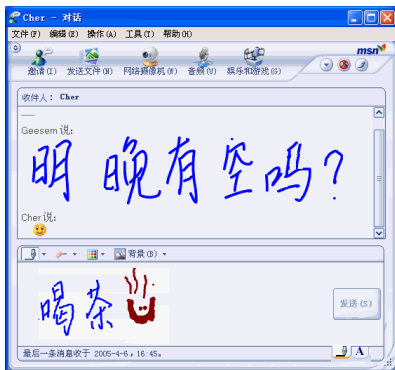 Cher - 对话
文件(F) 编辑(E) 操作(A) 工具(T) 帮助(H)
msn
邀请(I) 发送文件(N) 网络摄像机(W) 音频(U) 娱乐和游戏(G)
收件人: Cher
Geesem 说:
明晚有空吗?
Cher 说:
背景(B)
喝茶
发送(S)
最后一条消息收于 2005-4-6, 16:45。
A